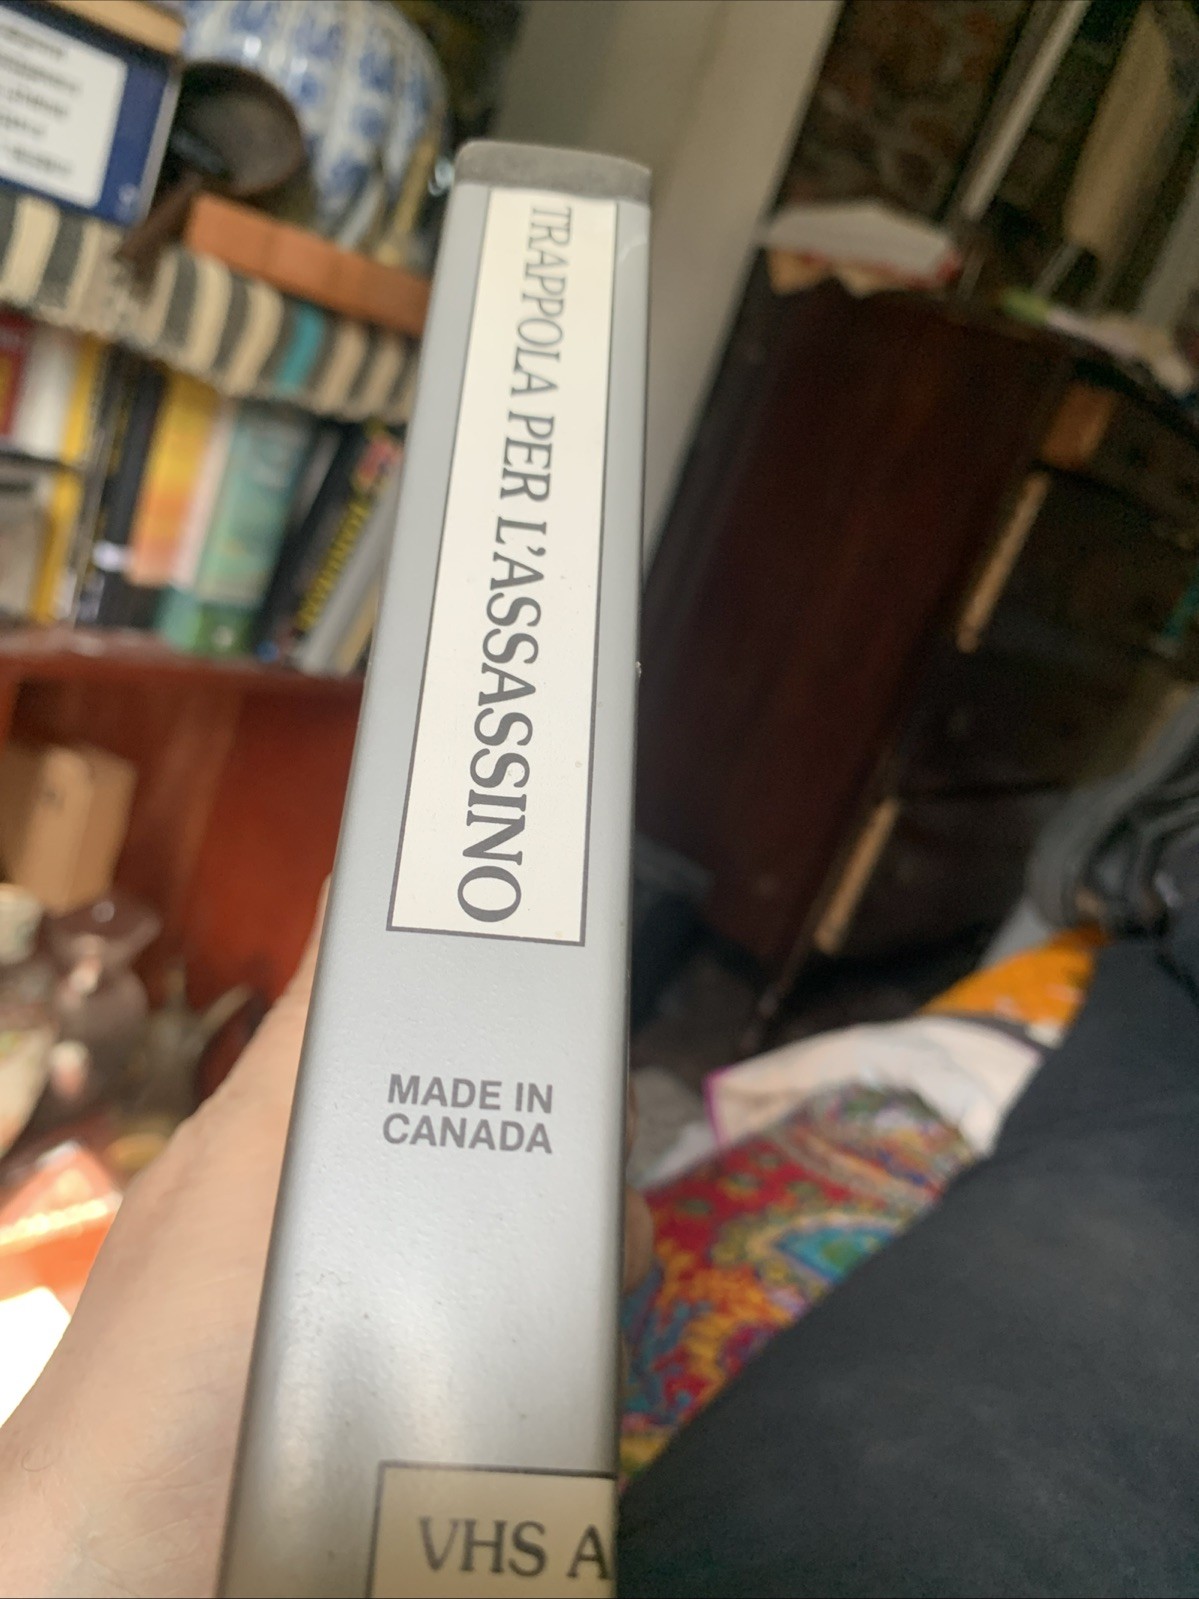 TRAPPOLA PER L'ASSASSINO
MADE IN
CANADA
VHS A